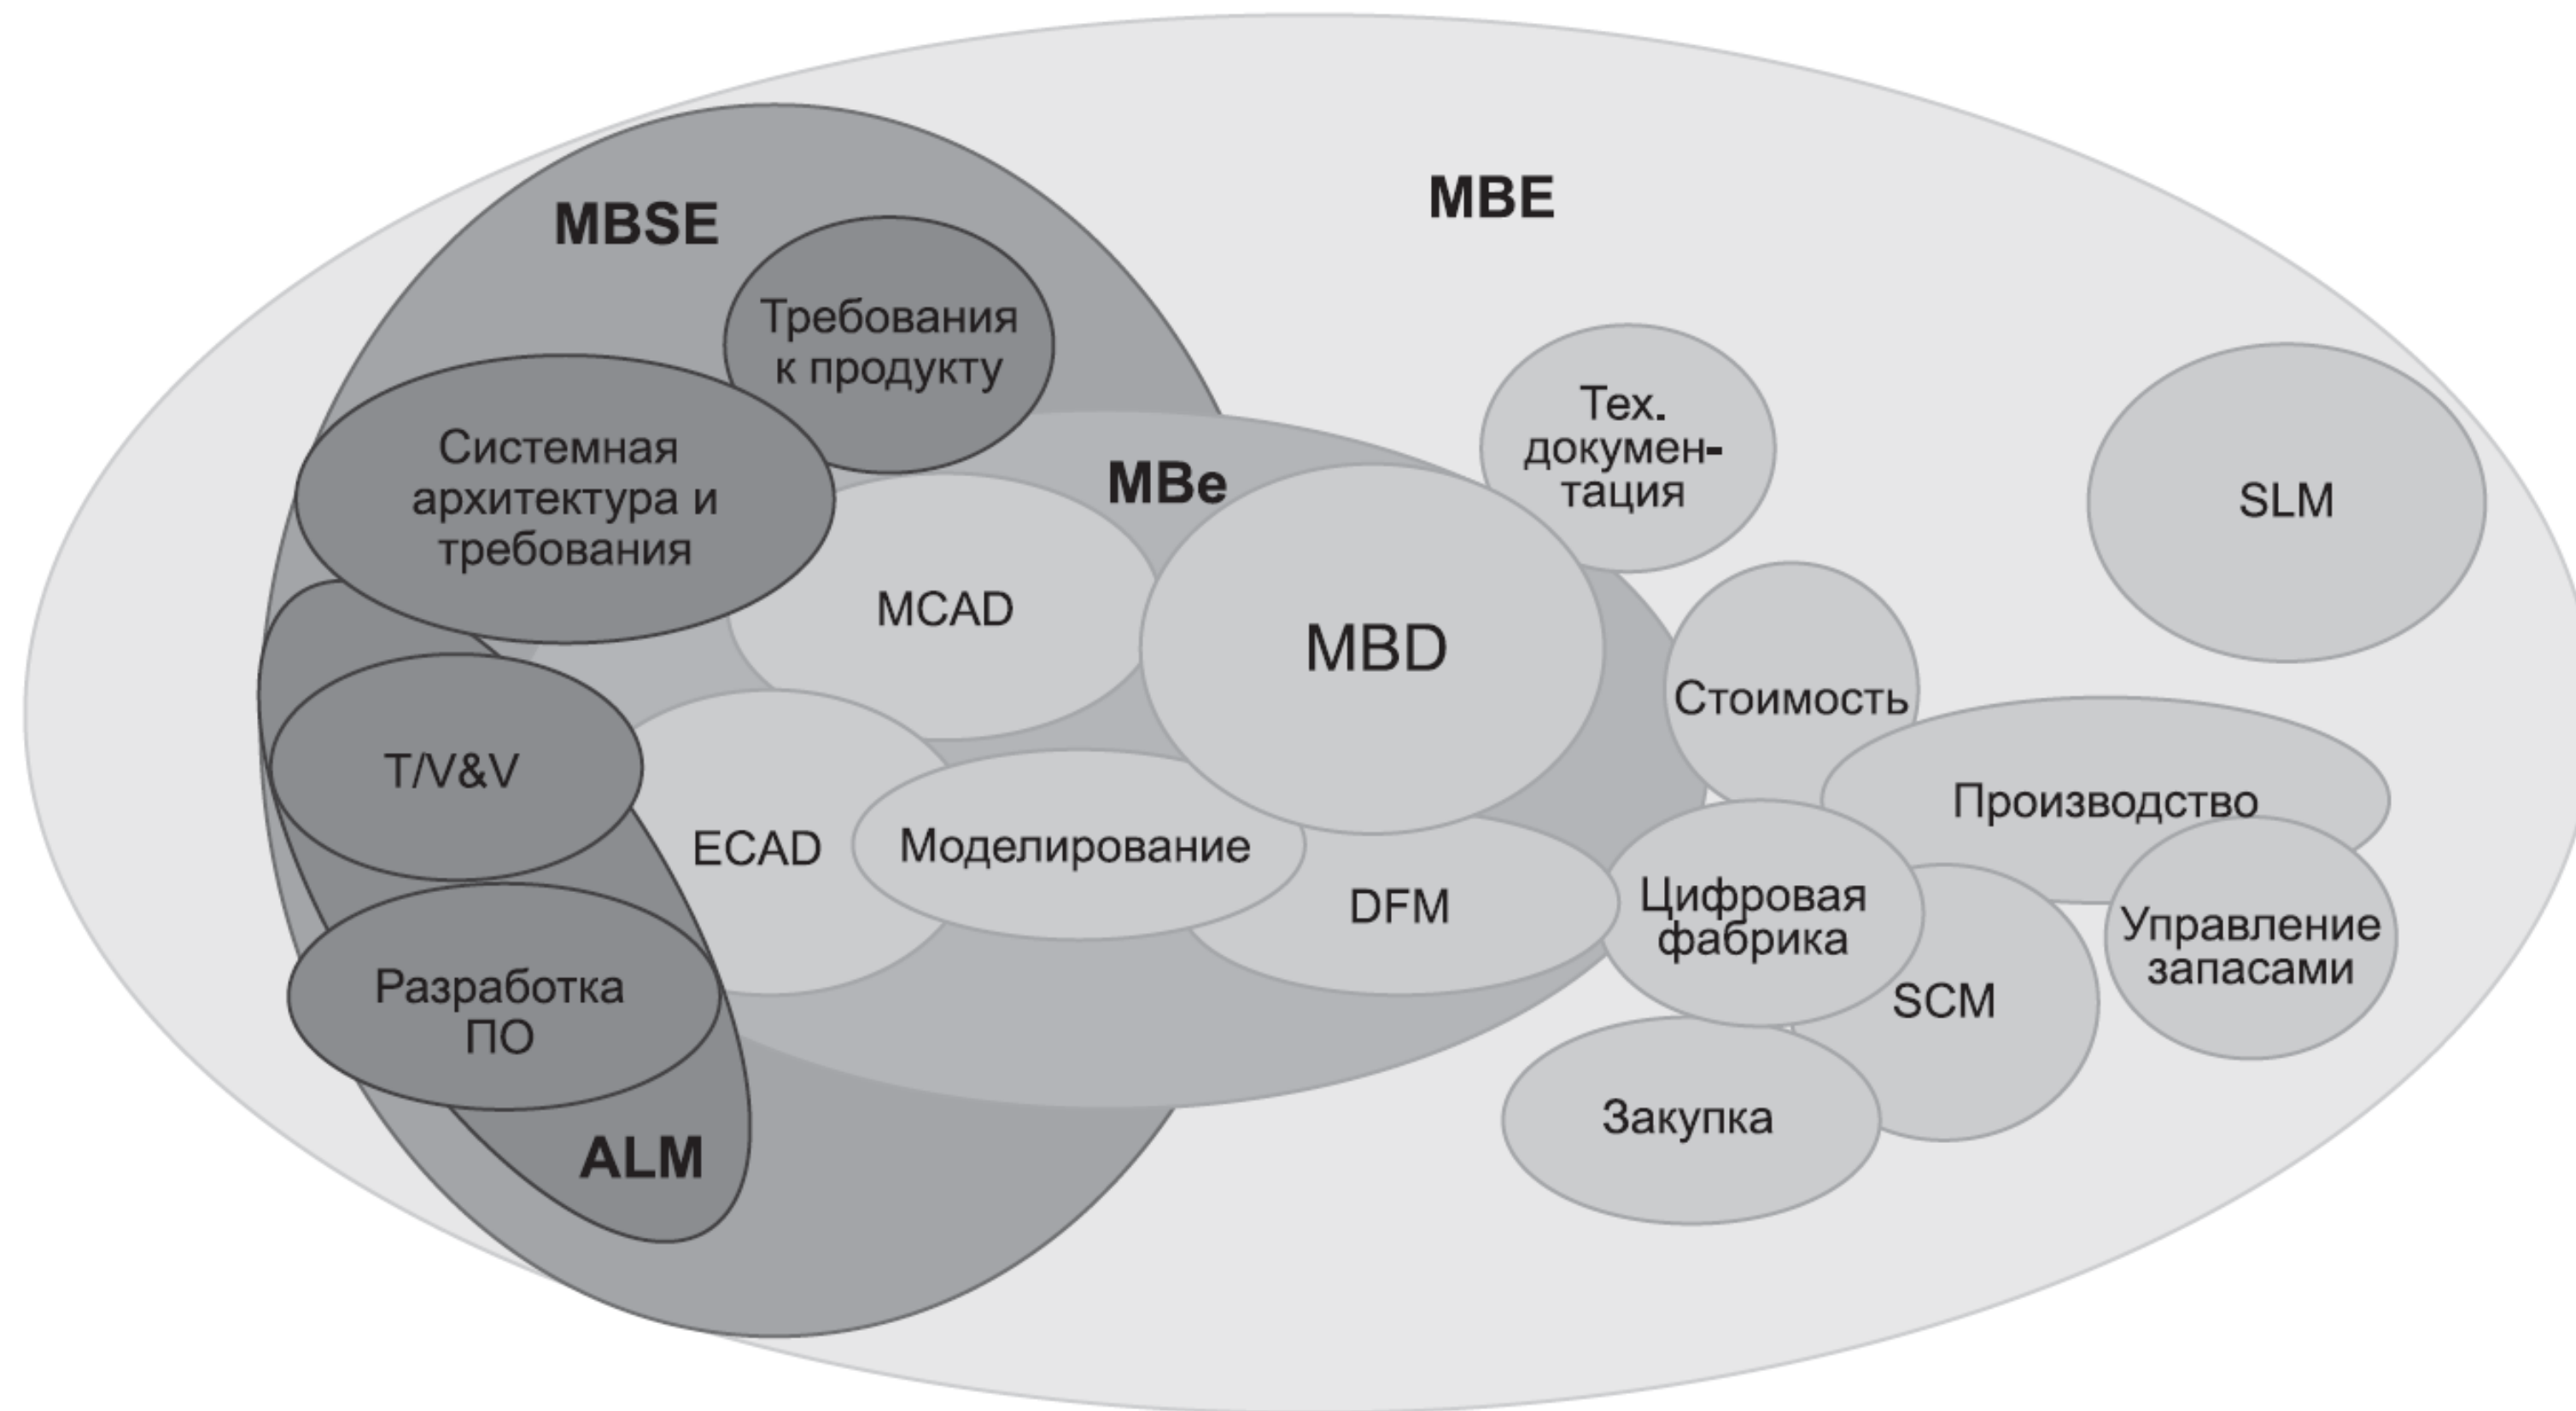 MBSE
MBE
Требования
к продукту
Системная
архитектура и
требования
MBe
Тех.
докумен-
тация
SLM
MCAD
MBD
Стоимость
T/V&V
ECAD
Моделирование
DFM
Производство
Цифровая
фабрика
Управление
запасами
SCM
Разработка
ПО
Закупка
ALM